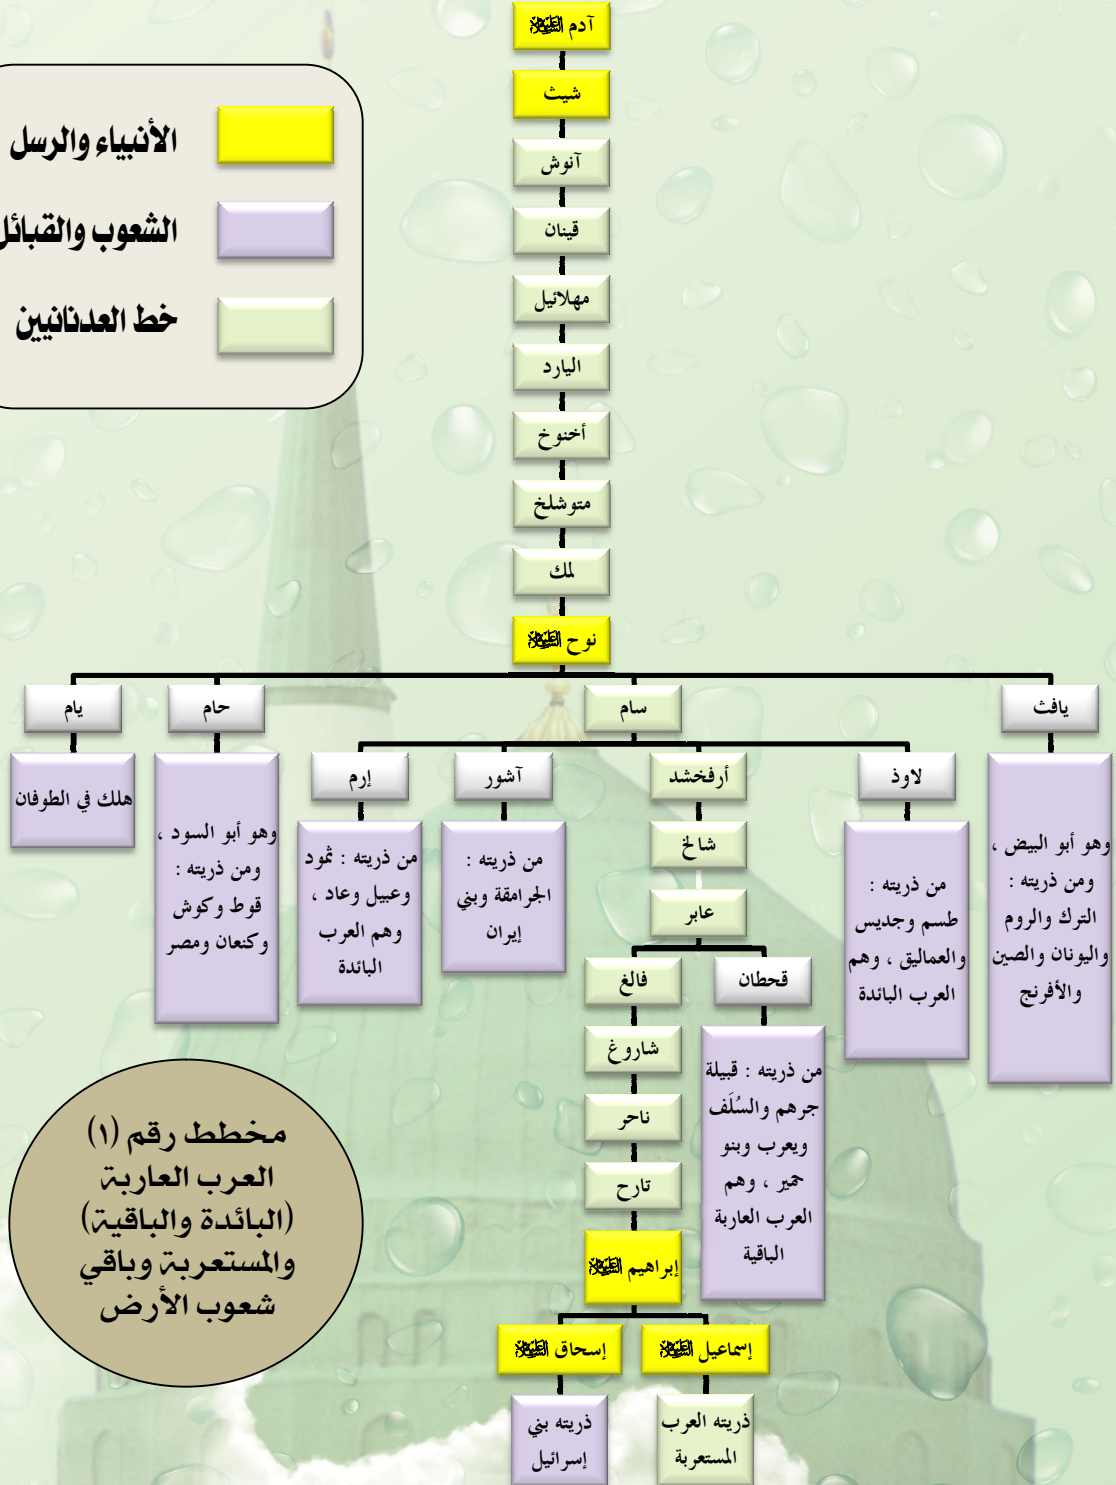 آدم عليه السلام
شيث
آنوش
قينان
مهلائيل
اليارد
أخنوخ
متوشلخ
لمك
نوح عليه السلام
الأنبياء والرسل
الشعوب والقبائل
خط العدنانيين
يافث
سام
حام
يام
وهو أبو البيض ،
ومن ذريته :
الترك والروم
واليونان والصين
والأفرنج
لاوذ
أرفخشد
آشور
إرم
من ذريته :
طسم وجديس
والعماليق ، وهم
العرب البائدة
شالخ
عابر
من ذريته :
الجرامقة وبني
إيران
من ذريته : ثمود
وعبيل وعاد ،
وهم العرب
البائدة
وهو أبو السود ،
ومن ذريته :
قوط وكوش
وكنعان ومصر
هلك في الطوفان
قحطان
فالغ
من ذريته : قبيلة
جرهم والسُلَف
ويعرب وبنو
حمير ، وهم
العرب العاربة
الباقية
شاروغ
ناحر
تارح
إبراهيم عليه السلام
إسماعيل عليه السلام
إسحاق عليه السلام
ذريته العرب
المستعربة
ذريته بني
إسرائيل
مخطط رقم (١)
العرب العاربة
(البائدة والباقية)
والمستعربة وباقي
شعوب الأرض